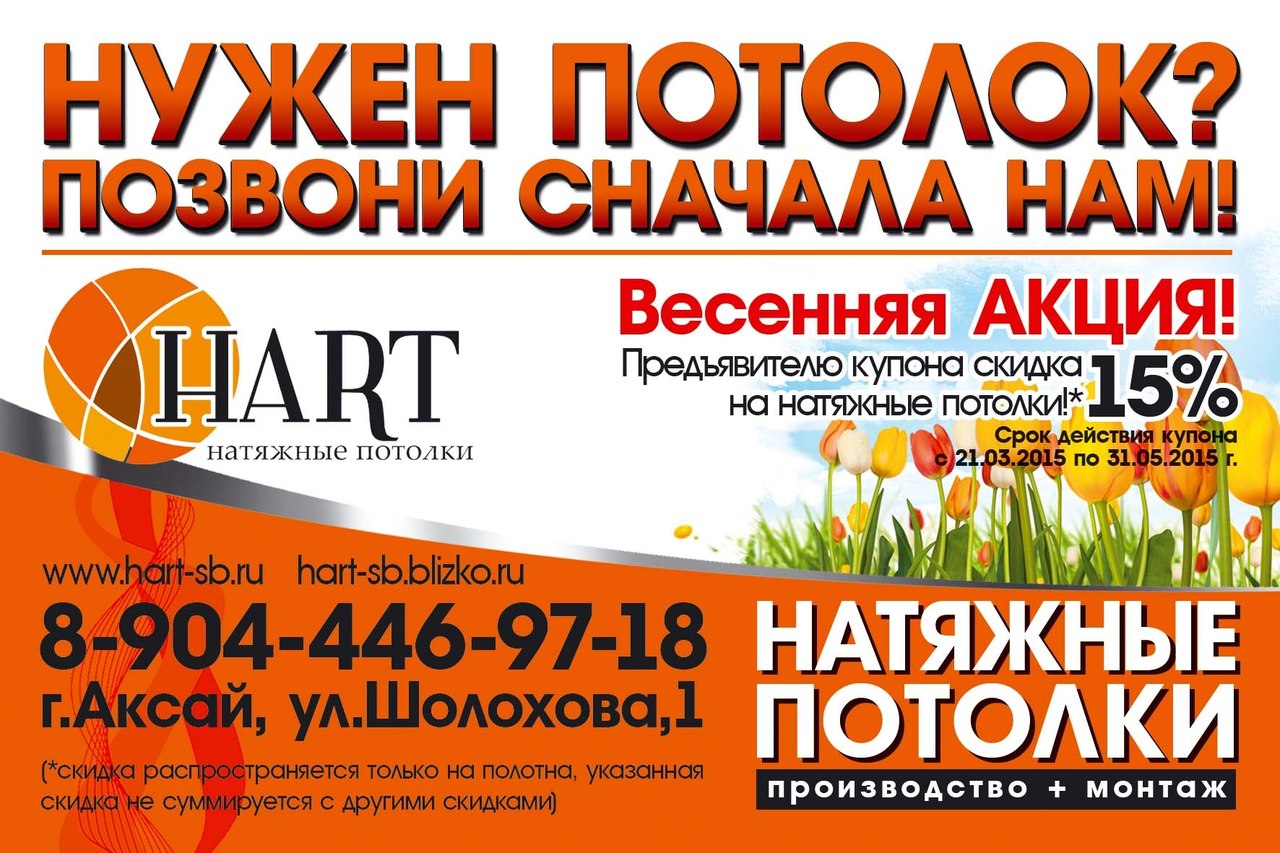 НУЖЕН ПОТОЛОК?
ПОЗВОНИ СНАЧАЛА НАМ!
HART
натяжные потолки
Весенняя АКЦИЯ!
Предъявителю купона скидка 15%
на натяжные потолки!*
Срок действия купона
с 21.03.2015 по 31.05.2015 г.
www.hart-sb.ru hart-sb.blizko.ru
8-904-446-97-18
г.Аксай, ул.Шолохова,1
(*скидка распространяется только на полотна, указанная
скидка не суммируется с другими скидками)
НАТЯЖНЫЕ
ПОТОЛКИ
производство + монтаж